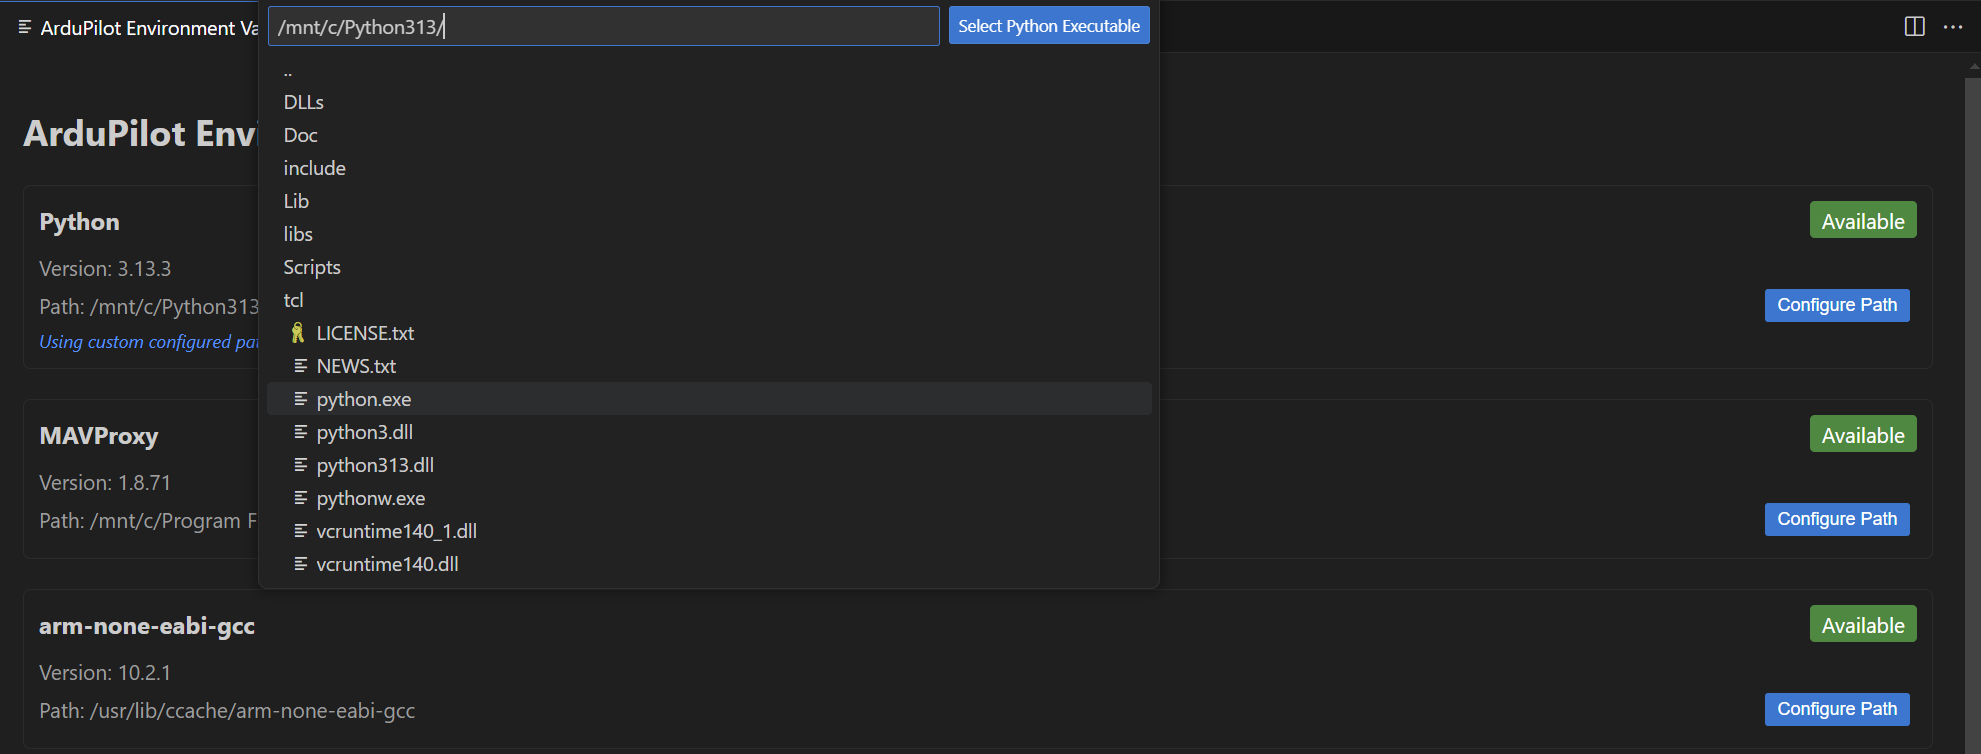 ArduPilot Environment Va
/mnt/c/Python313/
Select Python Executable
..
DLLs
Doc
include
Lib
libs
Scripts
tcl
LICENSE.txt
NEWS.txt
python.exe
python3.dll
python313.dll
pythonw.exe
vcruntime140_1.dll
vcruntime140.dll
ArduPilot Envi
Python
Available
Version: 3.13.3
Path: /mnt/c/Python313
Configure Path
Using custom configured pat
MAVProxy
Available
Version: 1.8.71
Path: /mnt/c/Program F
Configure Path
arm-none-eabi-gcc
Available
Version: 10.2.1
Path: /usr/lib/ccache/arm-none-eabi-gcc
Configure Path